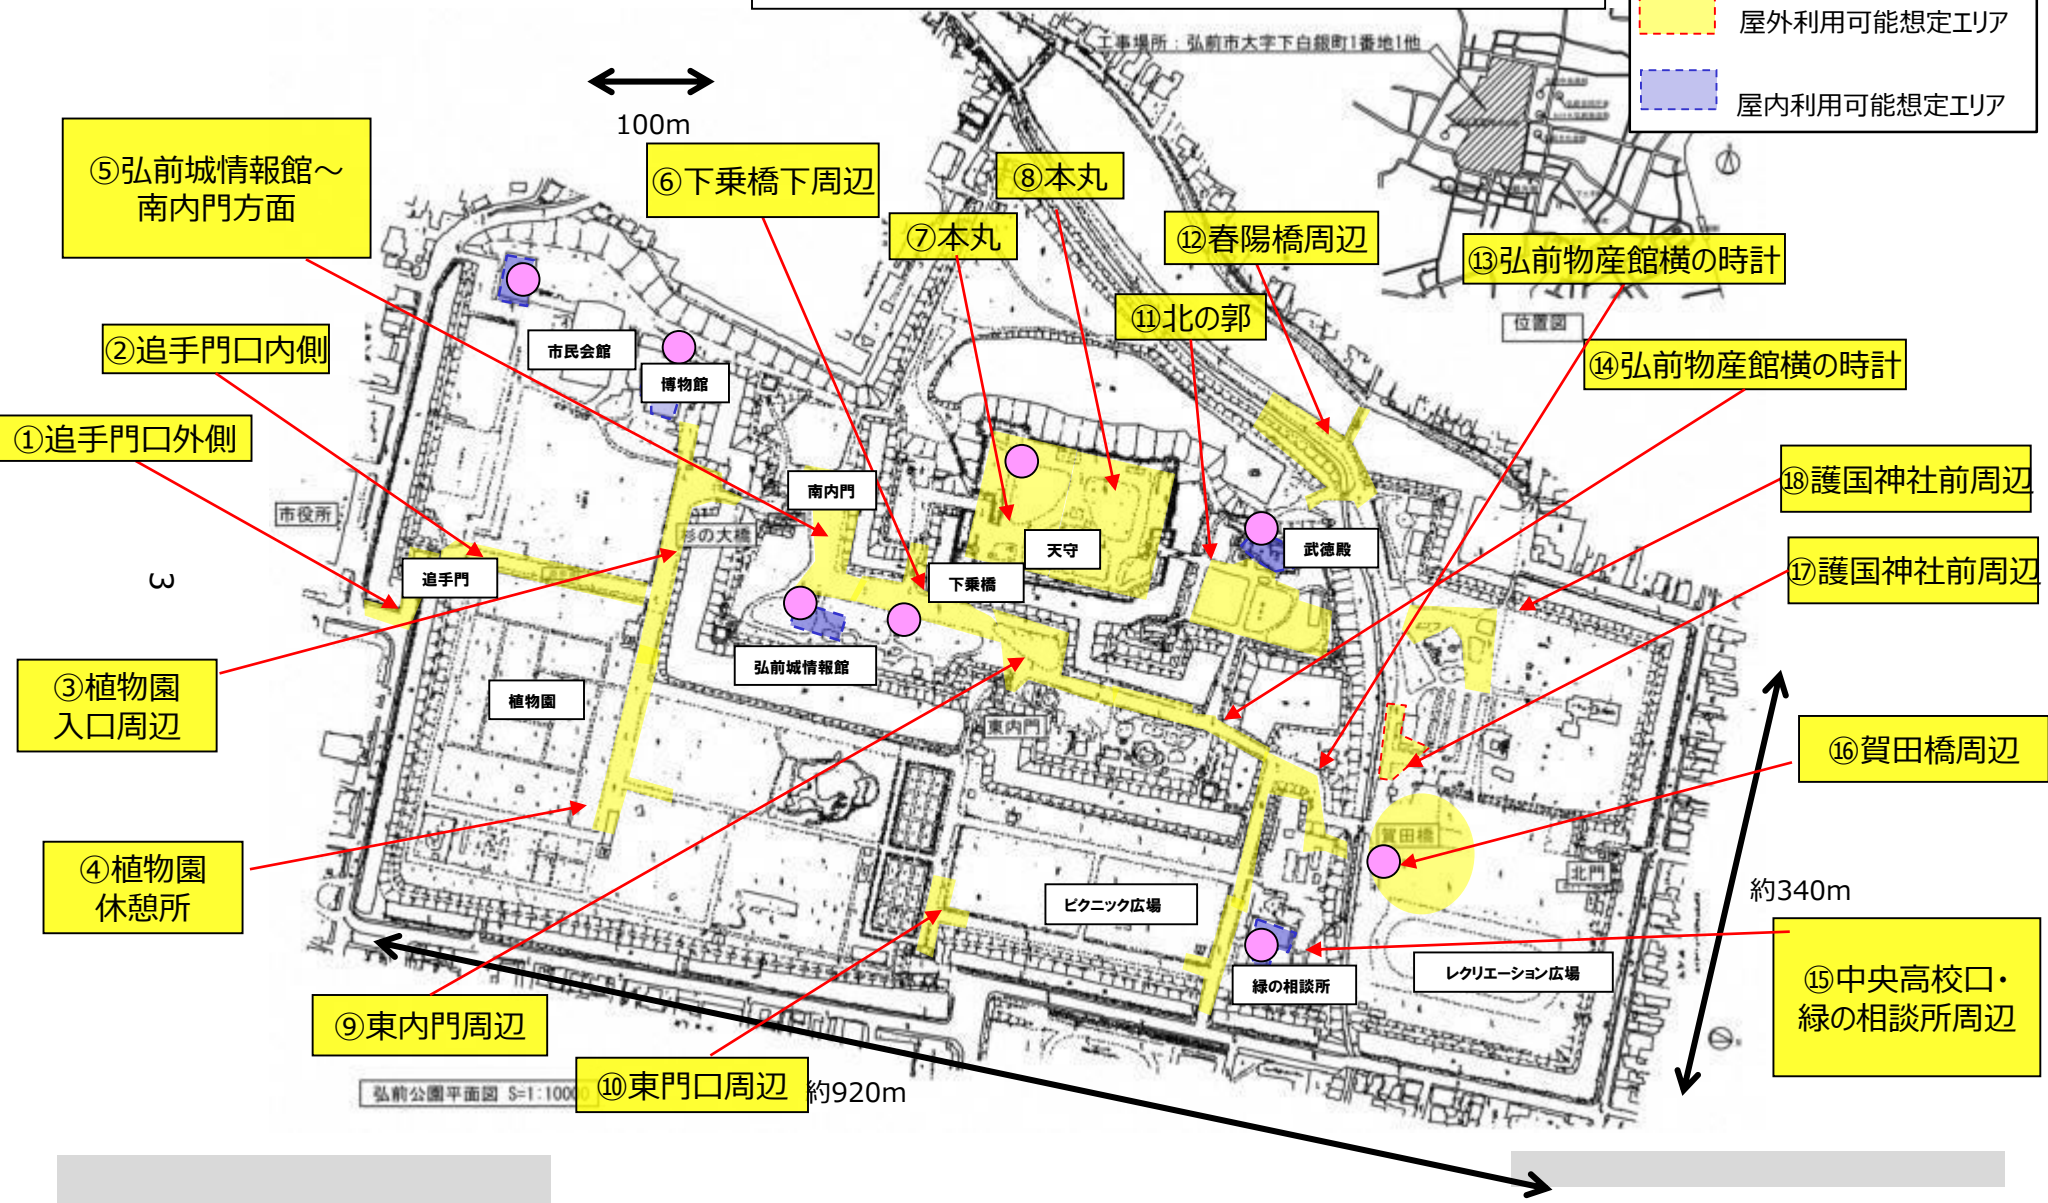 屋外利用可能想定エリア
屋内利用可能想定エリア
工事場所：弘前市大字下白銀町1番地1他
位置図
100m
⑤弘前城情報館～
南内門方面
⑥下乗橋下周辺
⑧本丸
⑦本丸
⑫春陽橋周辺
⑬弘前物産館横の時計
⑪北の郭
②追手門口内側
⑭弘前物産館横の時計
①追手門口外側
⑱護国神社前周辺
⑰護国神社前周辺
③植物園
入口周辺
⑯賀田橋周辺
④植物園
休憩所
約340m
⑮中央高校口・
緑の相談所周辺
⑨東内門周辺
⑩東門口周辺
約920m
市民会館
博物館
南内門
市役所
杉の大橋
追手門
天守
武徳殿
下乗橋
弘前城情報館
植物園
東内門
賀田橋
北門
ピクニック広場
緑の相談所
レクリエーション広場
弘前公園平面図 S=1:1000
3